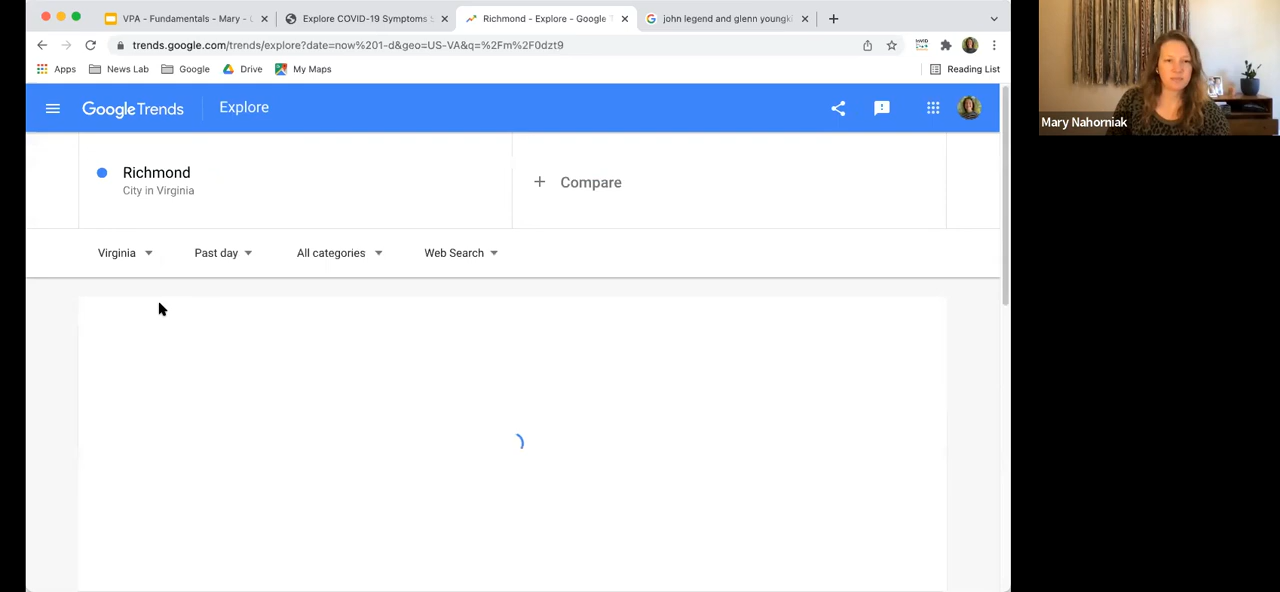 VPA - Fundamentals - Mary -
Explore COVID-19 Symptoms
Richmond - Explore - Google
john legend and glenn youngki
trends.google.com/trends/explore?date=now%201-d&geo=US-VA&q=%2Fm%2F0dzt9
Apps
News Lab
Google
Drive
My Maps
Reading List
Google Trends
Explore
Richmond
City in Virginia
+ Compare
Virginia
Past day
All categories
Web Search
Mary Nahorniak